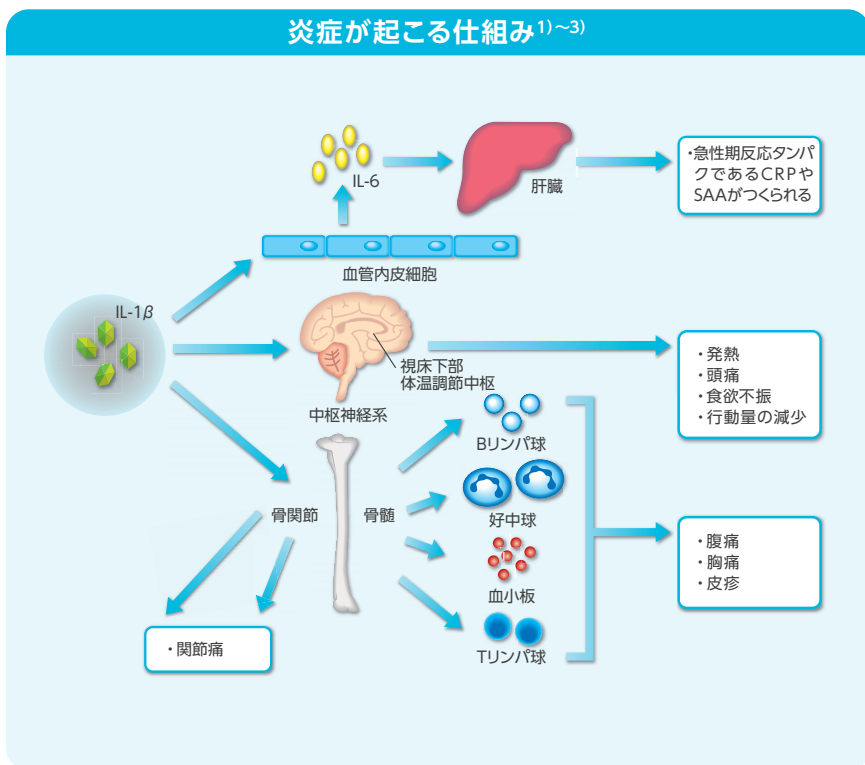 炎症が起こる仕組み1)~3)
IL-6
肝臓
・急性期反応タンパ
クであるCRPや
SAAがつくられる
血管内皮細胞
IL-1β
視床下部
体温調節中枢
中枢神経系
・発熱
・頭痛
・食欲不振
・行動量の減少
Bリンパ球
骨関節
骨髄
好中球
・腹痛
・胸痛
・皮疹
血小板
・関節痛
Tリンパ球